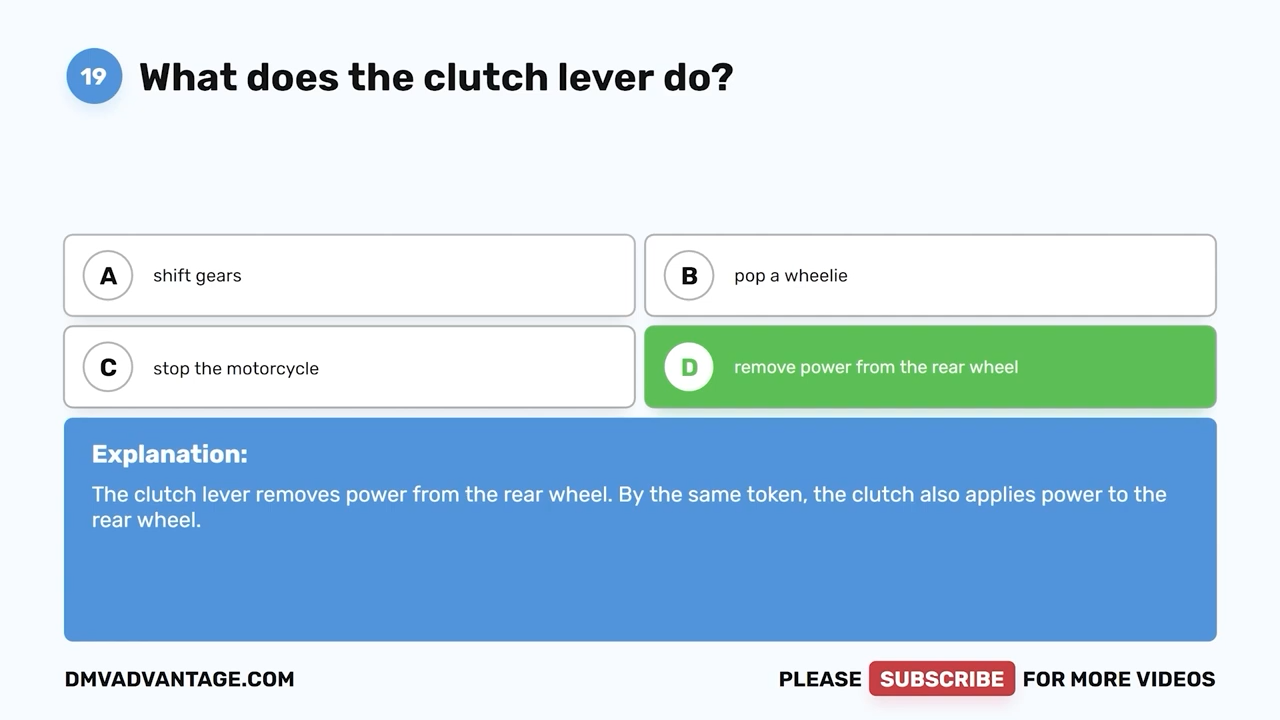 19 What does the clutch lever do?
A shift gears
B pop a wheelie
C stop the motorcycle
D remove power from the rear wheel
Explanation:
The clutch lever removes power from the rear wheel. By the same token, the clutch also applies power to the
rear wheel.
DMVADVANTAGE.COM
PLEASE SUBSCRIBE FOR MORE VIDEOS